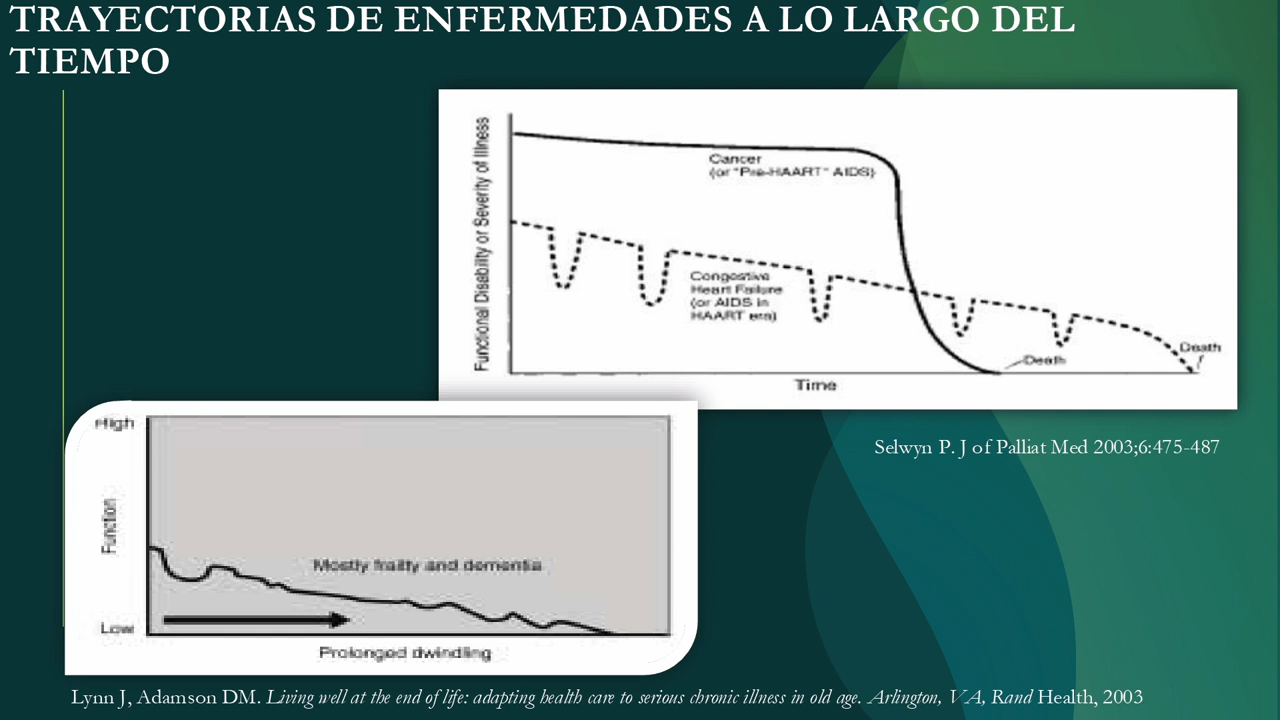 TRAYECTORIAS DE ENFERMEDADES A LO LARGO DEL
TIEMPO
Functional Disability or Severity of Illness
Cancer
(or "Pre-HAART" AIDS)
Congestive
Heart Failure
(or AIDS in
HAART era)
Death
Death
Time
Selwyn P. J of Palliat Med 2003;6:475-487
High
Function
Mostly frailty and dementia
Low
Prolonged dwindling
Lynn J, Adamson DM. Living well at the end of life: adapting health care to serious chronic illness in old age. Arlington, VA, Rand Health, 2003